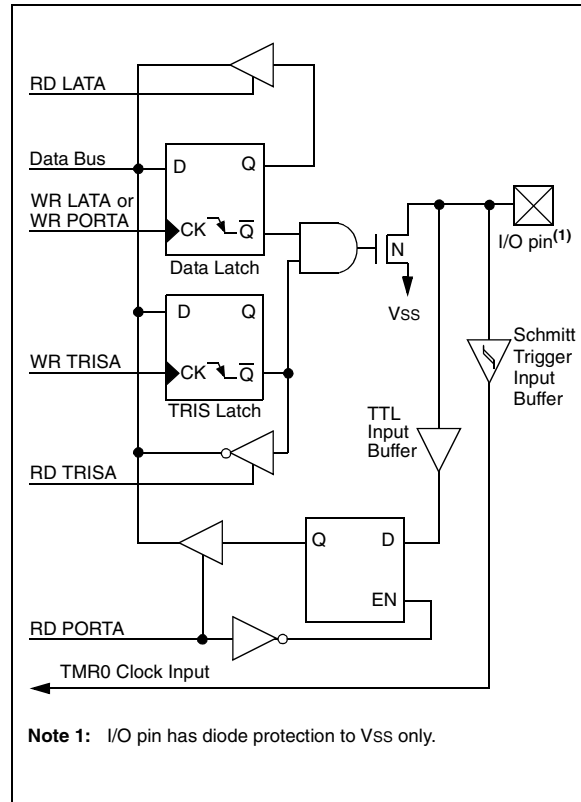 RD LATA
Data Bus
D Q
WR LATA or
WR PORTA
CK Q̅
Data Latch
N
I/O pin(1)
VSS
D Q
WR TRISA
CK Q̅
TRIS Latch
Schmitt
Trigger
Input
Buffer
TTL
Input
Buffer
RD TRISA
Q D
EN
RD PORTA
TMR0 Clock Input
Note 1: I/O pin has diode protection to VSS only.